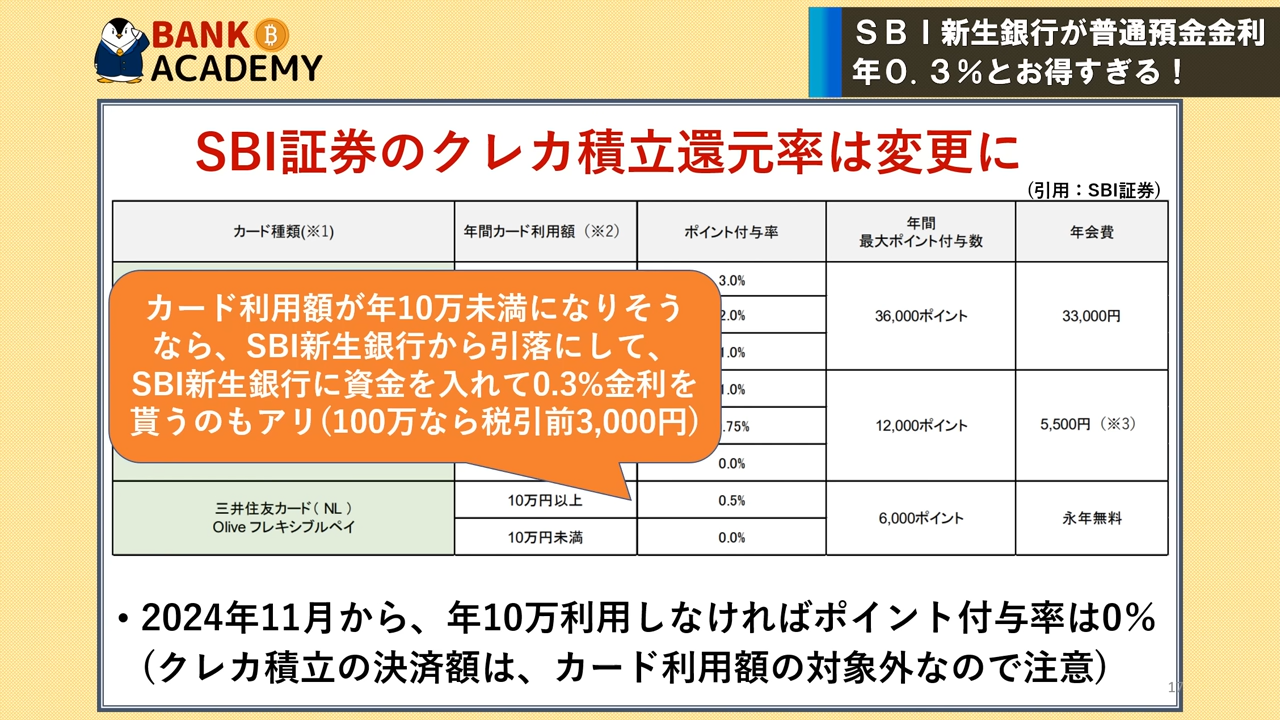 BANK
ACADEMY
SBI新生銀行が普通預金金利
年0.3%とお得すぎる!
SBI証券のクレカ積立還元率は変更に
(引用:SBI証券)
カード種類(※1) 年間カード利用額(※2) ポイント付与率 年間 最大ポイント付与数 年会費
カード利用額が年10万未満になりそう
なら、SBI新生銀行から引落にして、
SBI新生銀行に資金を入れて0.3%金利を
貰うのもアリ(100万なら税引前3,000円)
3.0%
2.0%
36,000ポイント 33,000円
12,000ポイント 5,500円(※3)
0.0%
三井住友カード(NL)
Olive フレキシブルペイ
10万円以上 0.5%
10万円未満 0.0%
6,000ポイント 永年無料
・2024年11月から、年10万利用しなければポイント付与率は0%
(クレカ積立の決済額は、カード利用額の対象外なので注意)
17